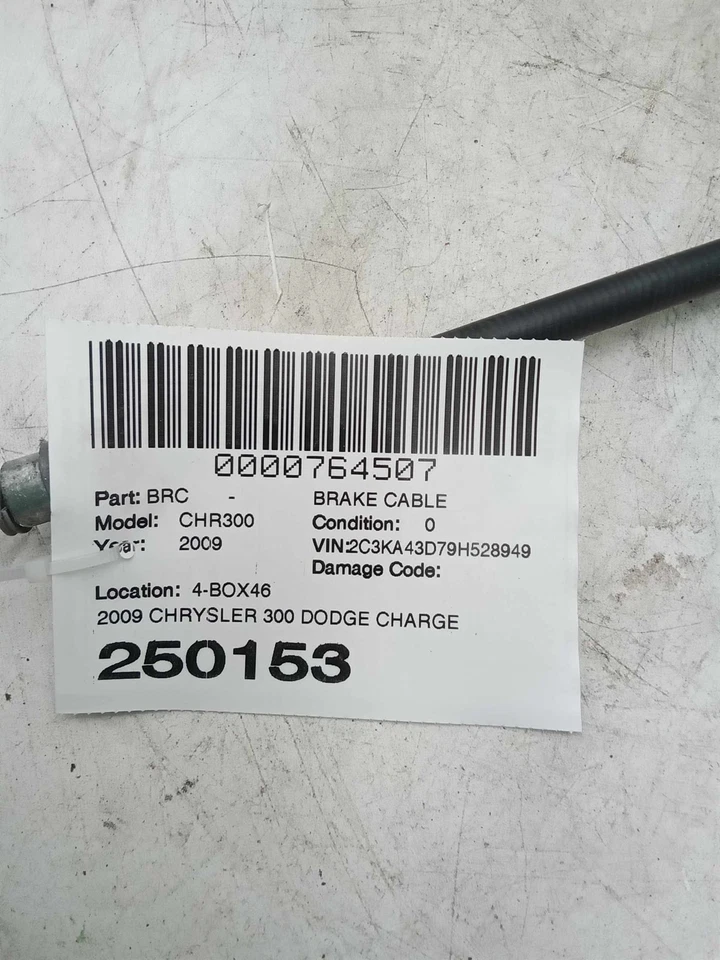 0000764507
Part: BRC - BRAKE CABLE
Model: CHR300 Condition: 0
Year: 2009 VIN:2C3KA43D79H528949
Damage Code:
Location: 4-BOX46
2009 CHRYSLER 300 DODGE CHARGE
250153